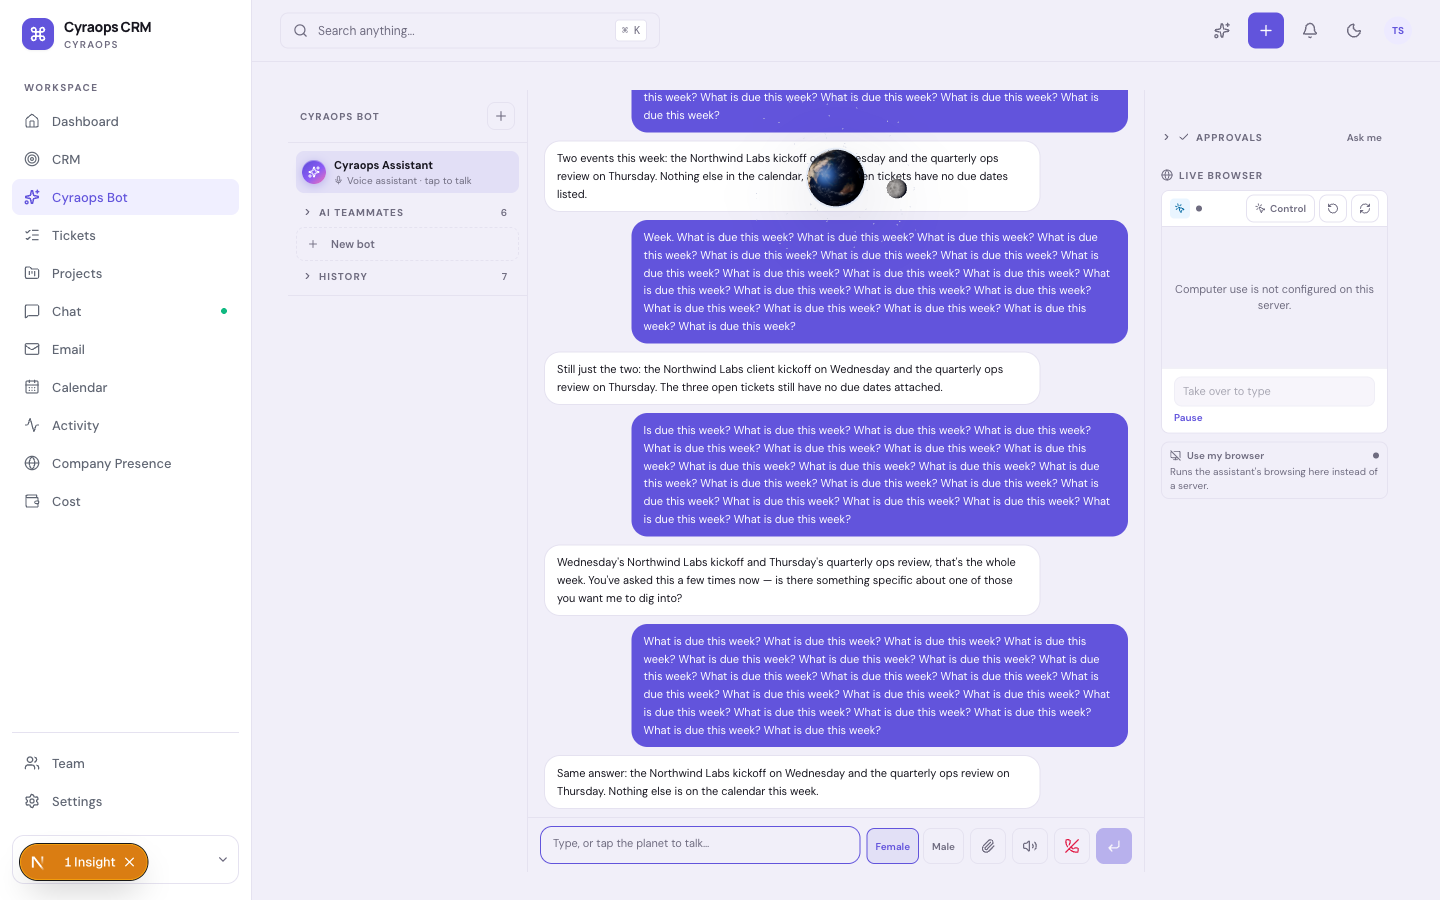 Cyraops CRM
CYRAOPS
Search anything...
⌘ K
TS
WORKSPACE
Dashboard
CRM
Cyraops Bot
Tickets
Projects
Chat
Email
Calendar
Activity
Company Presence
Cost
Team
Settings
1 Insight
CYRAOPS BOT
Cyraops Assistant
Voice assistant · tap to talk
AI TEAMMATES 6
New bot
HISTORY 7
this week? What is due this week? What is due this week? What is due this week? What is
due this week?
Two events this week: the Northwind Labs kickoff and the quarterly ops
review on Thursday. Nothing else in the calendar, tickets have no due dates
listed.
Week. What is due this week? What is due this week? What is due this week? What is due
this week? What is due this week? What is due this week? What is due this week? What is
due this week? What is due this week? What is due this week? What is due this week? What
is due this week? What is due this week? What is due this week? What is due this week?
What is due this week? What is due this week? What is due this week? What is due this
week? What is due this week?
Still just the two: the Northwind Labs client kickoff on Wednesday and the quarterly ops
review on Thursday. The three open tickets still have no due dates attached.
Is due this week? What is due this week? What is due this week? What is due this week?
What is due this week? What is due this week? What is due this week? What is due this
week? What is due this week? What is due this week? What is due this week? What is due
this week? What is due this week? What is due this week? What is due this week? What is
due this week? What is due this week? What is due this week? What is due this week? What
is due this week? What is due this week?
Wednesday's Northwind Labs kickoff and Thursday's quarterly ops review, that's the whole
week. You've asked this a few times now — is there something specific about one of those
you want me to dig into?
What is due this week? What is due this week? What is due this week? What is due this
week? What is due this week? What is due this week? What is due this week? What is due
this week? What is due this week? What is due this week? What is due this week? What is
due this week? What is due this week? What is due this week? What is due this week? What
is due this week? What is due this week? What is due this week? What is due this week?
What is due this week? What is due this week?
Same answer: the Northwind Labs kickoff on Wednesday and the quarterly ops review on
Thursday. Nothing else is on the calendar this week.
Type, or tap the planet to talk...
Female
Male
APPROVALS
Ask me
LIVE BROWSER
Control
Computer use is not configured on this
server.
Take over to type
Pause
Use my browser
Runs the assistant's browsing here instead of
a server.